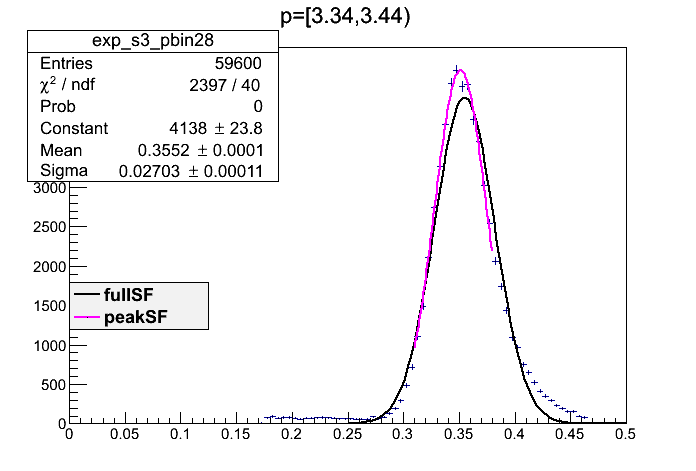 p=[3.34,3.44)
exp_s3_pbin28
Entries 59600
χ² / ndf 2397 / 40
Prob 0
Constant 4138 ± 23.8
Mean 0.3552 ± 0.0001
Sigma 0.02703 ± 0.00011
3000
2500
2000
1500
1000
500
0
fullSF
peakSF
0 0.05 0.1 0.15 0.2 0.25 0.3 0.35 0.4 0.45 0.5